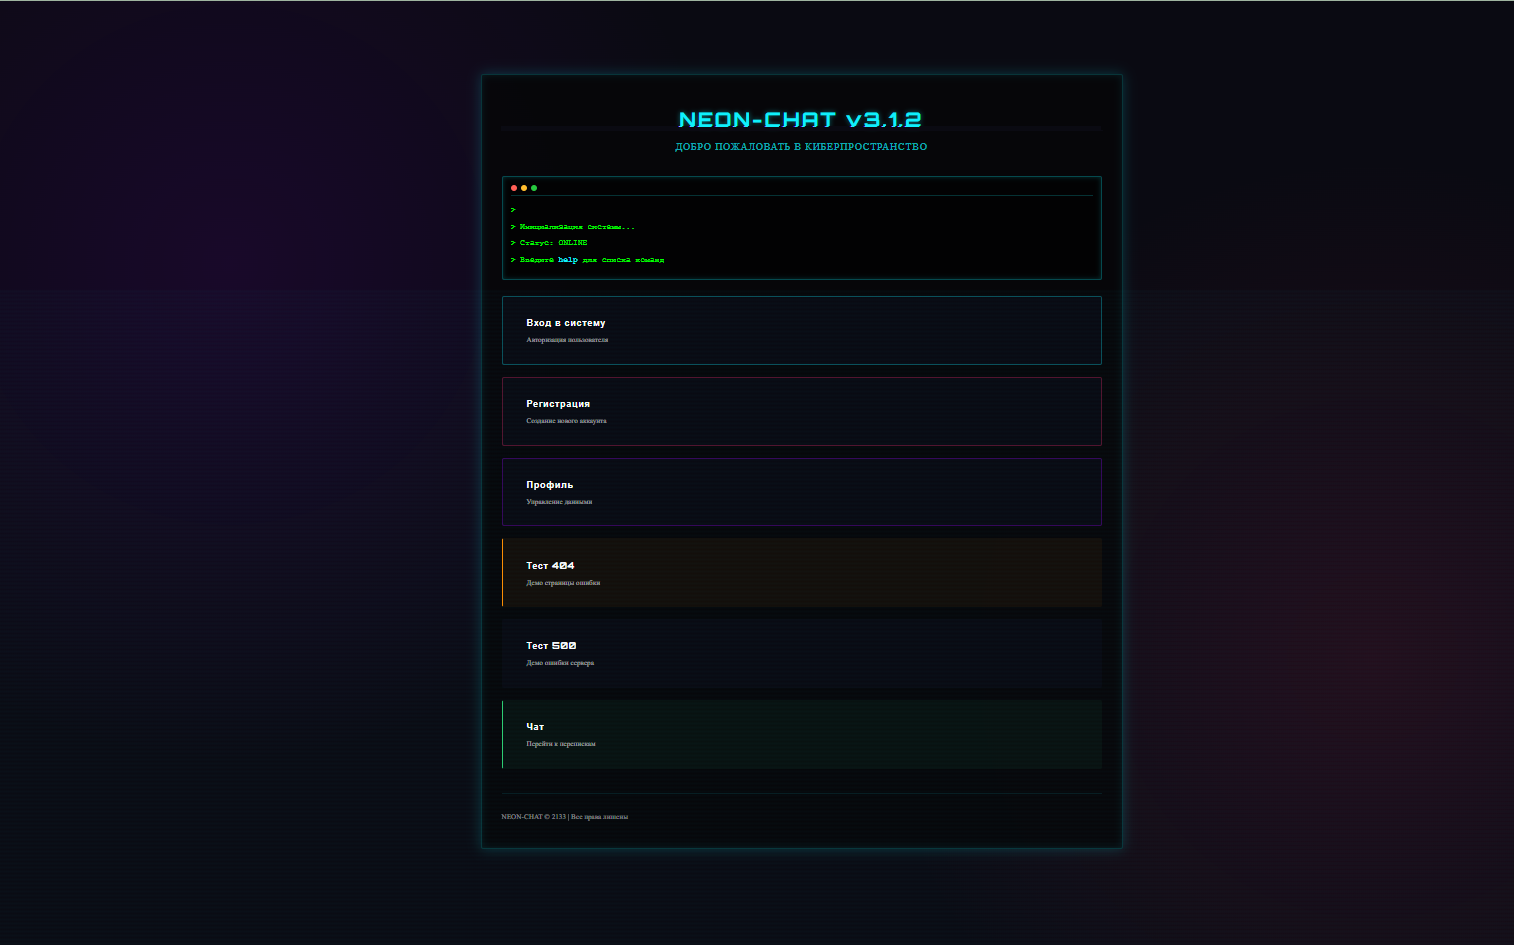 NEON-CHAT v3.1.2
ДОБРО ПОЖАЛОВАТЬ В КИБЕРПРОСТРАНСТВО
>
> Инициализация системы...
> Статус: ONLINE
> Введите help для списка команд
Вход в систему
Авторизация пользователя
Регистрация
Создание нового аккаунта
Профиль
Управление данными
Тест 404
Демо страницы ошибки
Тест 500
Демо ошибки сервера
Чат
Перейти к перепискам
NEON-CHAT © 2133 | Все права лишены